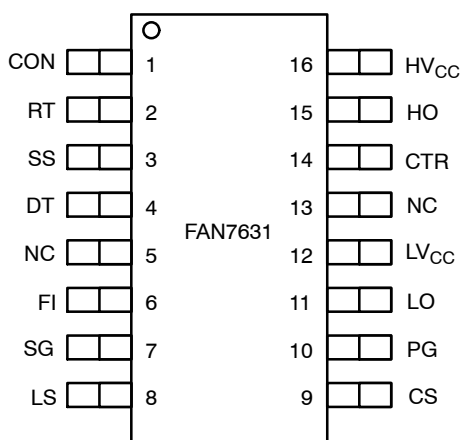 CON 1 16 HVCC
RT 2 15 HO
SS 3 14 CTR
DT 4 13 NC
FAN7631
NC 5 12 LVCC
FI 6 11 LO
SG 7 10 PG
LS 8 9 CS